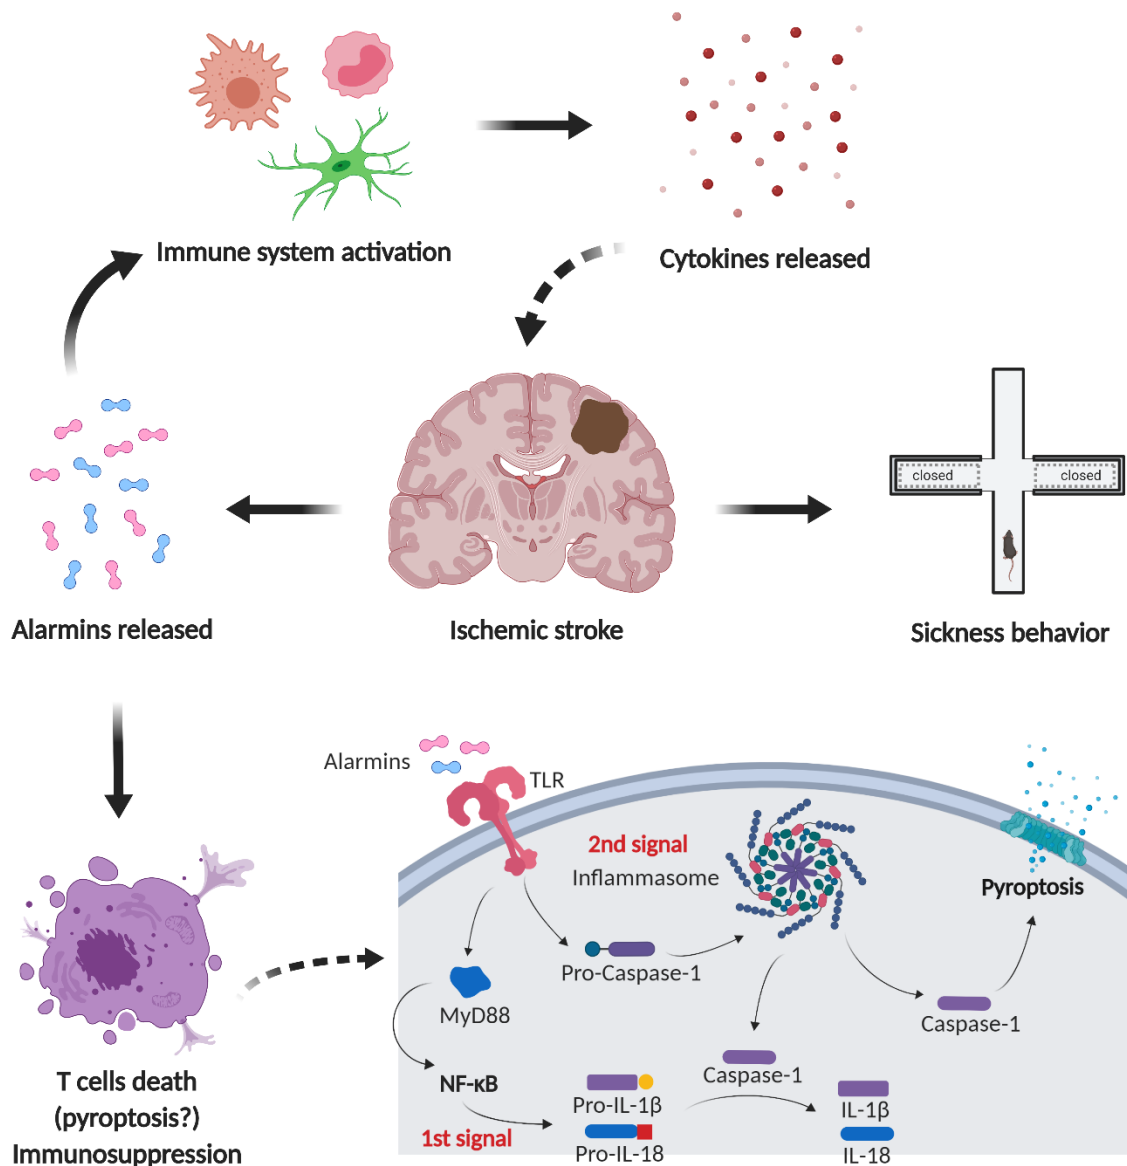 Immune system activation
Cytokines released
closed
closed
Alarmins released
Ischemic stroke
Sickness behavior
Alarmins
TLR
2nd signal
Inflammasome
Pyroptosis
Pro-Caspase-1
MyD88
Caspase-1
Caspase-1
NF-κB
Pro-IL-1β
IL-1β
1st signal
Pro-IL-18
IL-18
T cells death
(pyroptosis?)
Immunosuppression